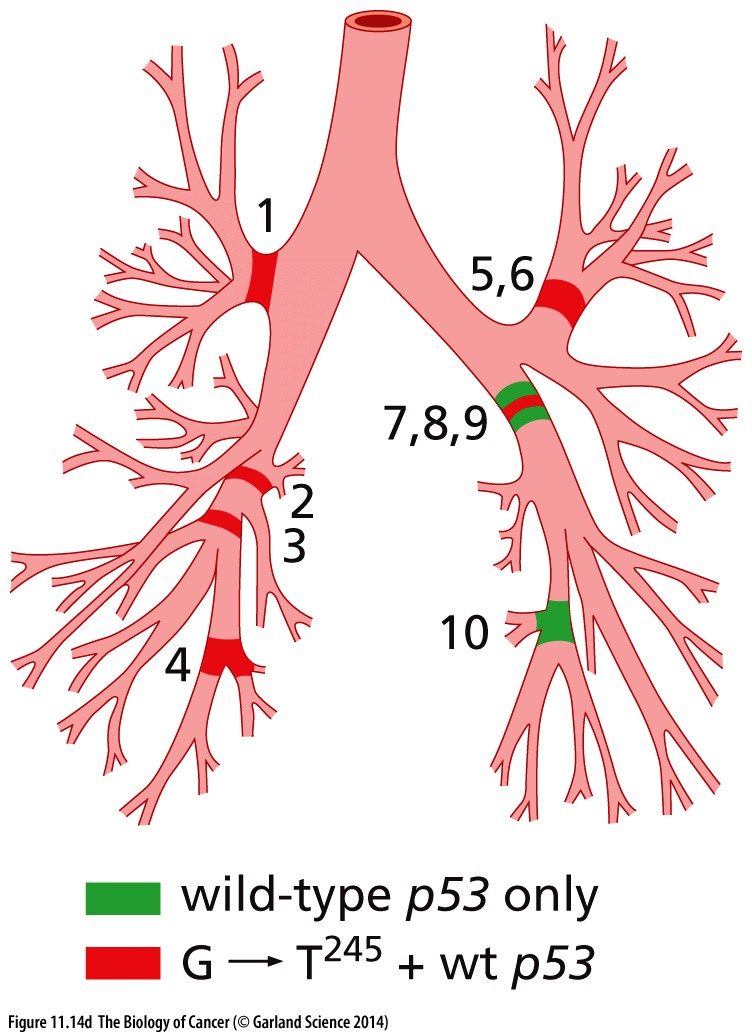 1
5,6
7,8,9
2
3
10
4
wild-type p53 only
G → T²⁴⁵ + wt p53
Figure 11.14d The Biology of Cancer (© Garland Science 2014)